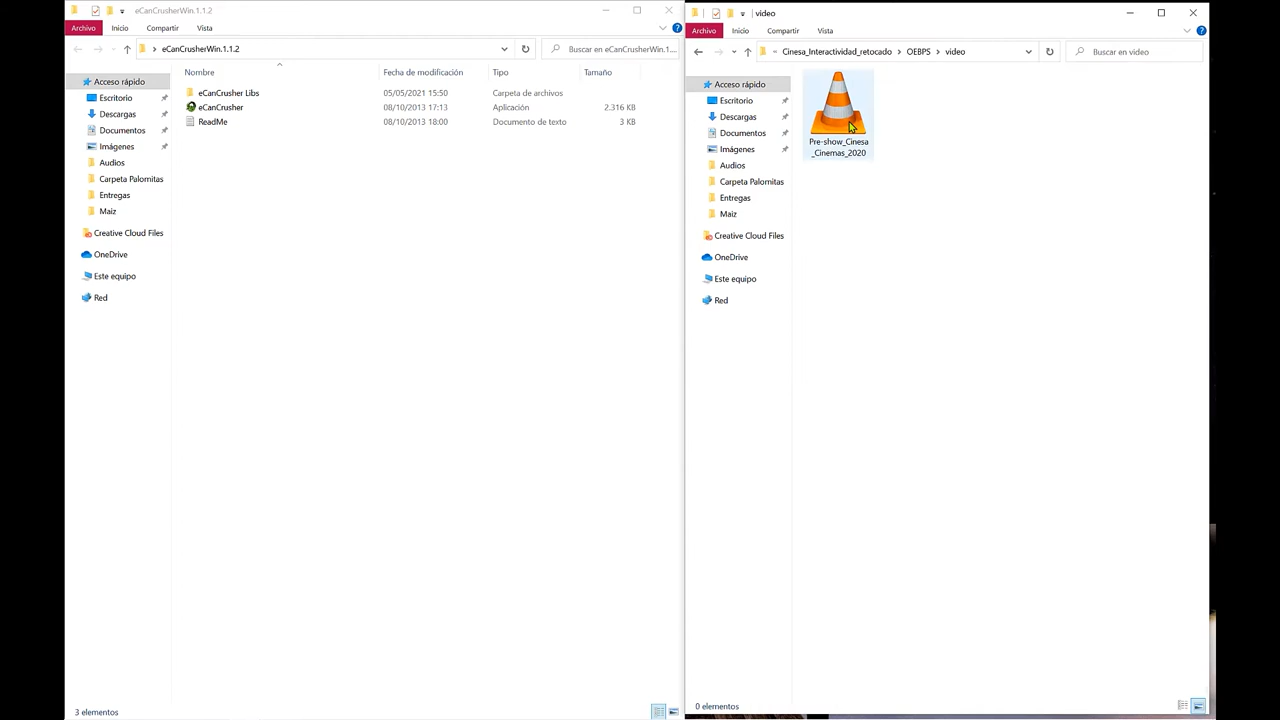 eCanCrusherWin.1.1.2
Archivo Inicio Compartir Vista
eCanCrusherWin.1.1.2
Buscar en eCanCrusherWin.1....
Nombre Fecha de modificación Tipo Tamaño
eCanCrusher Libs 05/05/2021 15:50 Carpeta de archivos
eCanCrusher 08/10/2013 17:13 Aplicación 2.316 KB
ReadMe 08/10/2013 18:00 Documento de texto 3 KB
Acceso rápido
Escritorio
Descargas
Documentos
Imágenes
Audios
Carpeta Palomitas
Entregas
Maiz
Creative Cloud Files
OneDrive
Este equipo
Red
3 elementos
video
Archivo Inicio Compartir Vista
« Cinesa_Interactividad_retocado > OEBPS > video
Buscar en video
Acceso rápido
Escritorio
Descargas
Documentos
Imágenes
Audios
Carpeta Palomitas
Entregas
Maiz
Creative Cloud Files
OneDrive
Este equipo
Red
Pre-show_Cinesa
_Cinemas_2020
0 elementos